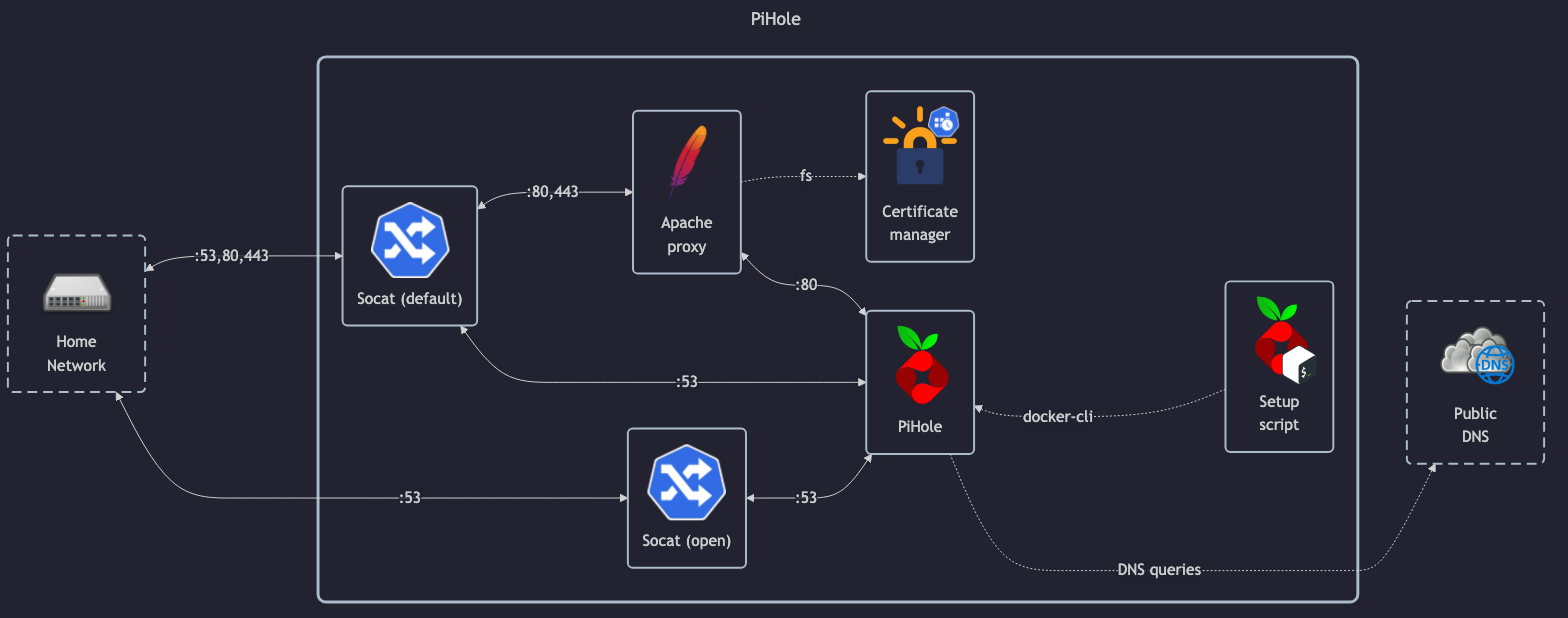 PiHole
:53,80,443
Home
Network
Socat (default)
:80,443
Apache
proxy
fs
Certificate
manager
:80
:53
PiHole
docker-cli
Setup
script
DNS
Public
DNS
:53
Socat (open)
:53
DNS queries
$